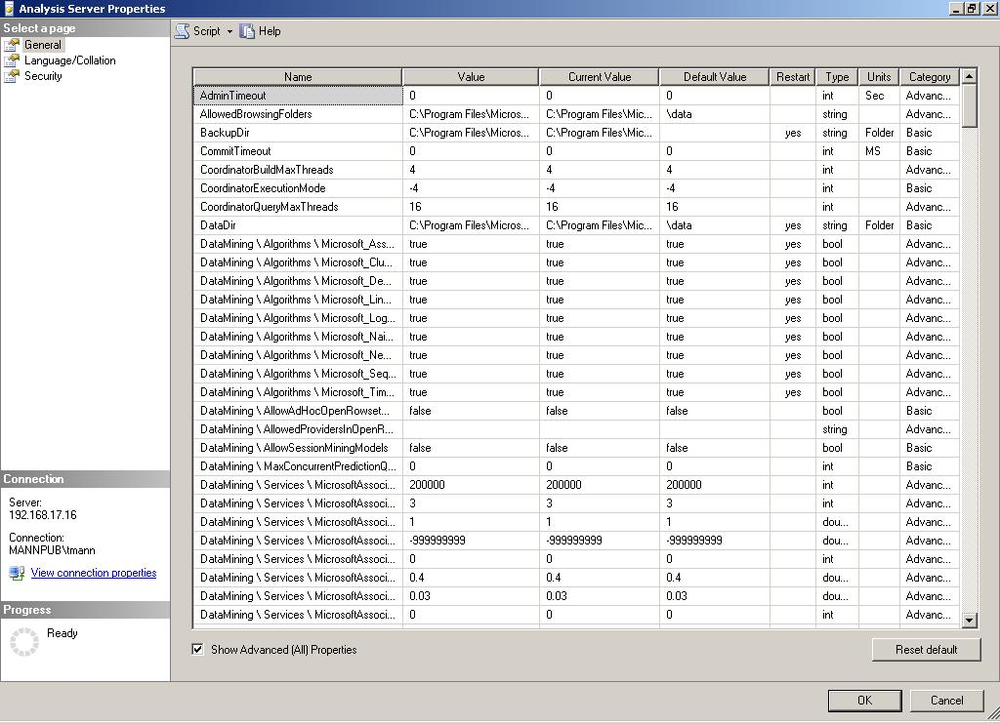 Analysis Server Properties
Select a page
General
Language/Collation
Security
Script Help
Name Value Current Value Default Value Restart Type Units Category
AdminTimeout 0 0 0 int Sec Advanc...
AllowedBrowsingFolders C:\Program Files\Micros... C:\Program Files\Mic... \data string Advanc...
BackupDir C:\Program Files\Micros... C:\Program Files\Mic... yes string Folder Basic
CommitTimeout 0 0 0 int MS Basic
CoordinatorBuildMaxThreads 4 4 4 int Advanc...
CoordinatorExecutionMode -4 -4 -4 int Basic
CoordinatorQueryMaxThreads 16 16 16 int Advanc...
DataDir C:\Program Files\Micros... C:\Program Files\Mic... \data yes string Folder Basic
DataMining \ Algorithms \ Microsoft_Ass... true true true yes bool Advanc...
DataMining \ Algorithms \ Microsoft_Clu... true true true yes bool Advanc...
DataMining \ Algorithms \ Microsoft_De... true true true yes bool Advanc...
DataMining \ Algorithms \ Microsoft_Lin... true true true yes bool Advanc...
DataMining \ Algorithms \ Microsoft_Log... true true true yes bool Advanc...
DataMining \ Algorithms \ Microsoft_Nai... true true true yes bool Advanc...
DataMining \ Algorithms \ Microsoft_Ne... true true true yes bool Advanc...
DataMining \ Algorithms \ Microsoft_Seq... true true true yes bool Advanc...
DataMining \ Algorithms \ Microsoft_Tim... true true true yes bool Advanc...
DataMining \ AllowAdHocOpenRowset... false false false bool Basic
DataMining \ AllowedProvidersInOpenR... string Advanc...
DataMining \ AllowSessionMiningModels false false false bool Basic
DataMining \ MaxConcurrentPredictionQ... 0 0 0 int Basic
DataMining \ Services \ MicrosoftAssoci... 200000 200000 200000 int Advanc...
DataMining \ Services \ MicrosoftAssoci... 3 3 3 int Advanc...
DataMining \ Services \ MicrosoftAssoci... 1 1 1 dou... Advanc...
DataMining \ Services \ MicrosoftAssoci... -999999999 -999999999 -999999999 dou... Advanc...
DataMining \ Services \ MicrosoftAssoci... 0 0 0 int Advanc...
DataMining \ Services \ MicrosoftAssoci... 0.4 0.4 0.4 dou... Advanc...
DataMining \ Services \ MicrosoftAssoci... 0.03 0.03 0.03 dou... Advanc...
DataMining \ Services \ MicrosoftAssoci... 0 0 0 int Advanc...
Show Advanced (All) Properties
Reset default
Connection
Server:
192.168.17.16
Connection:
MANNPUB\tmann
View connection properties
Progress
Ready
OK Cancel